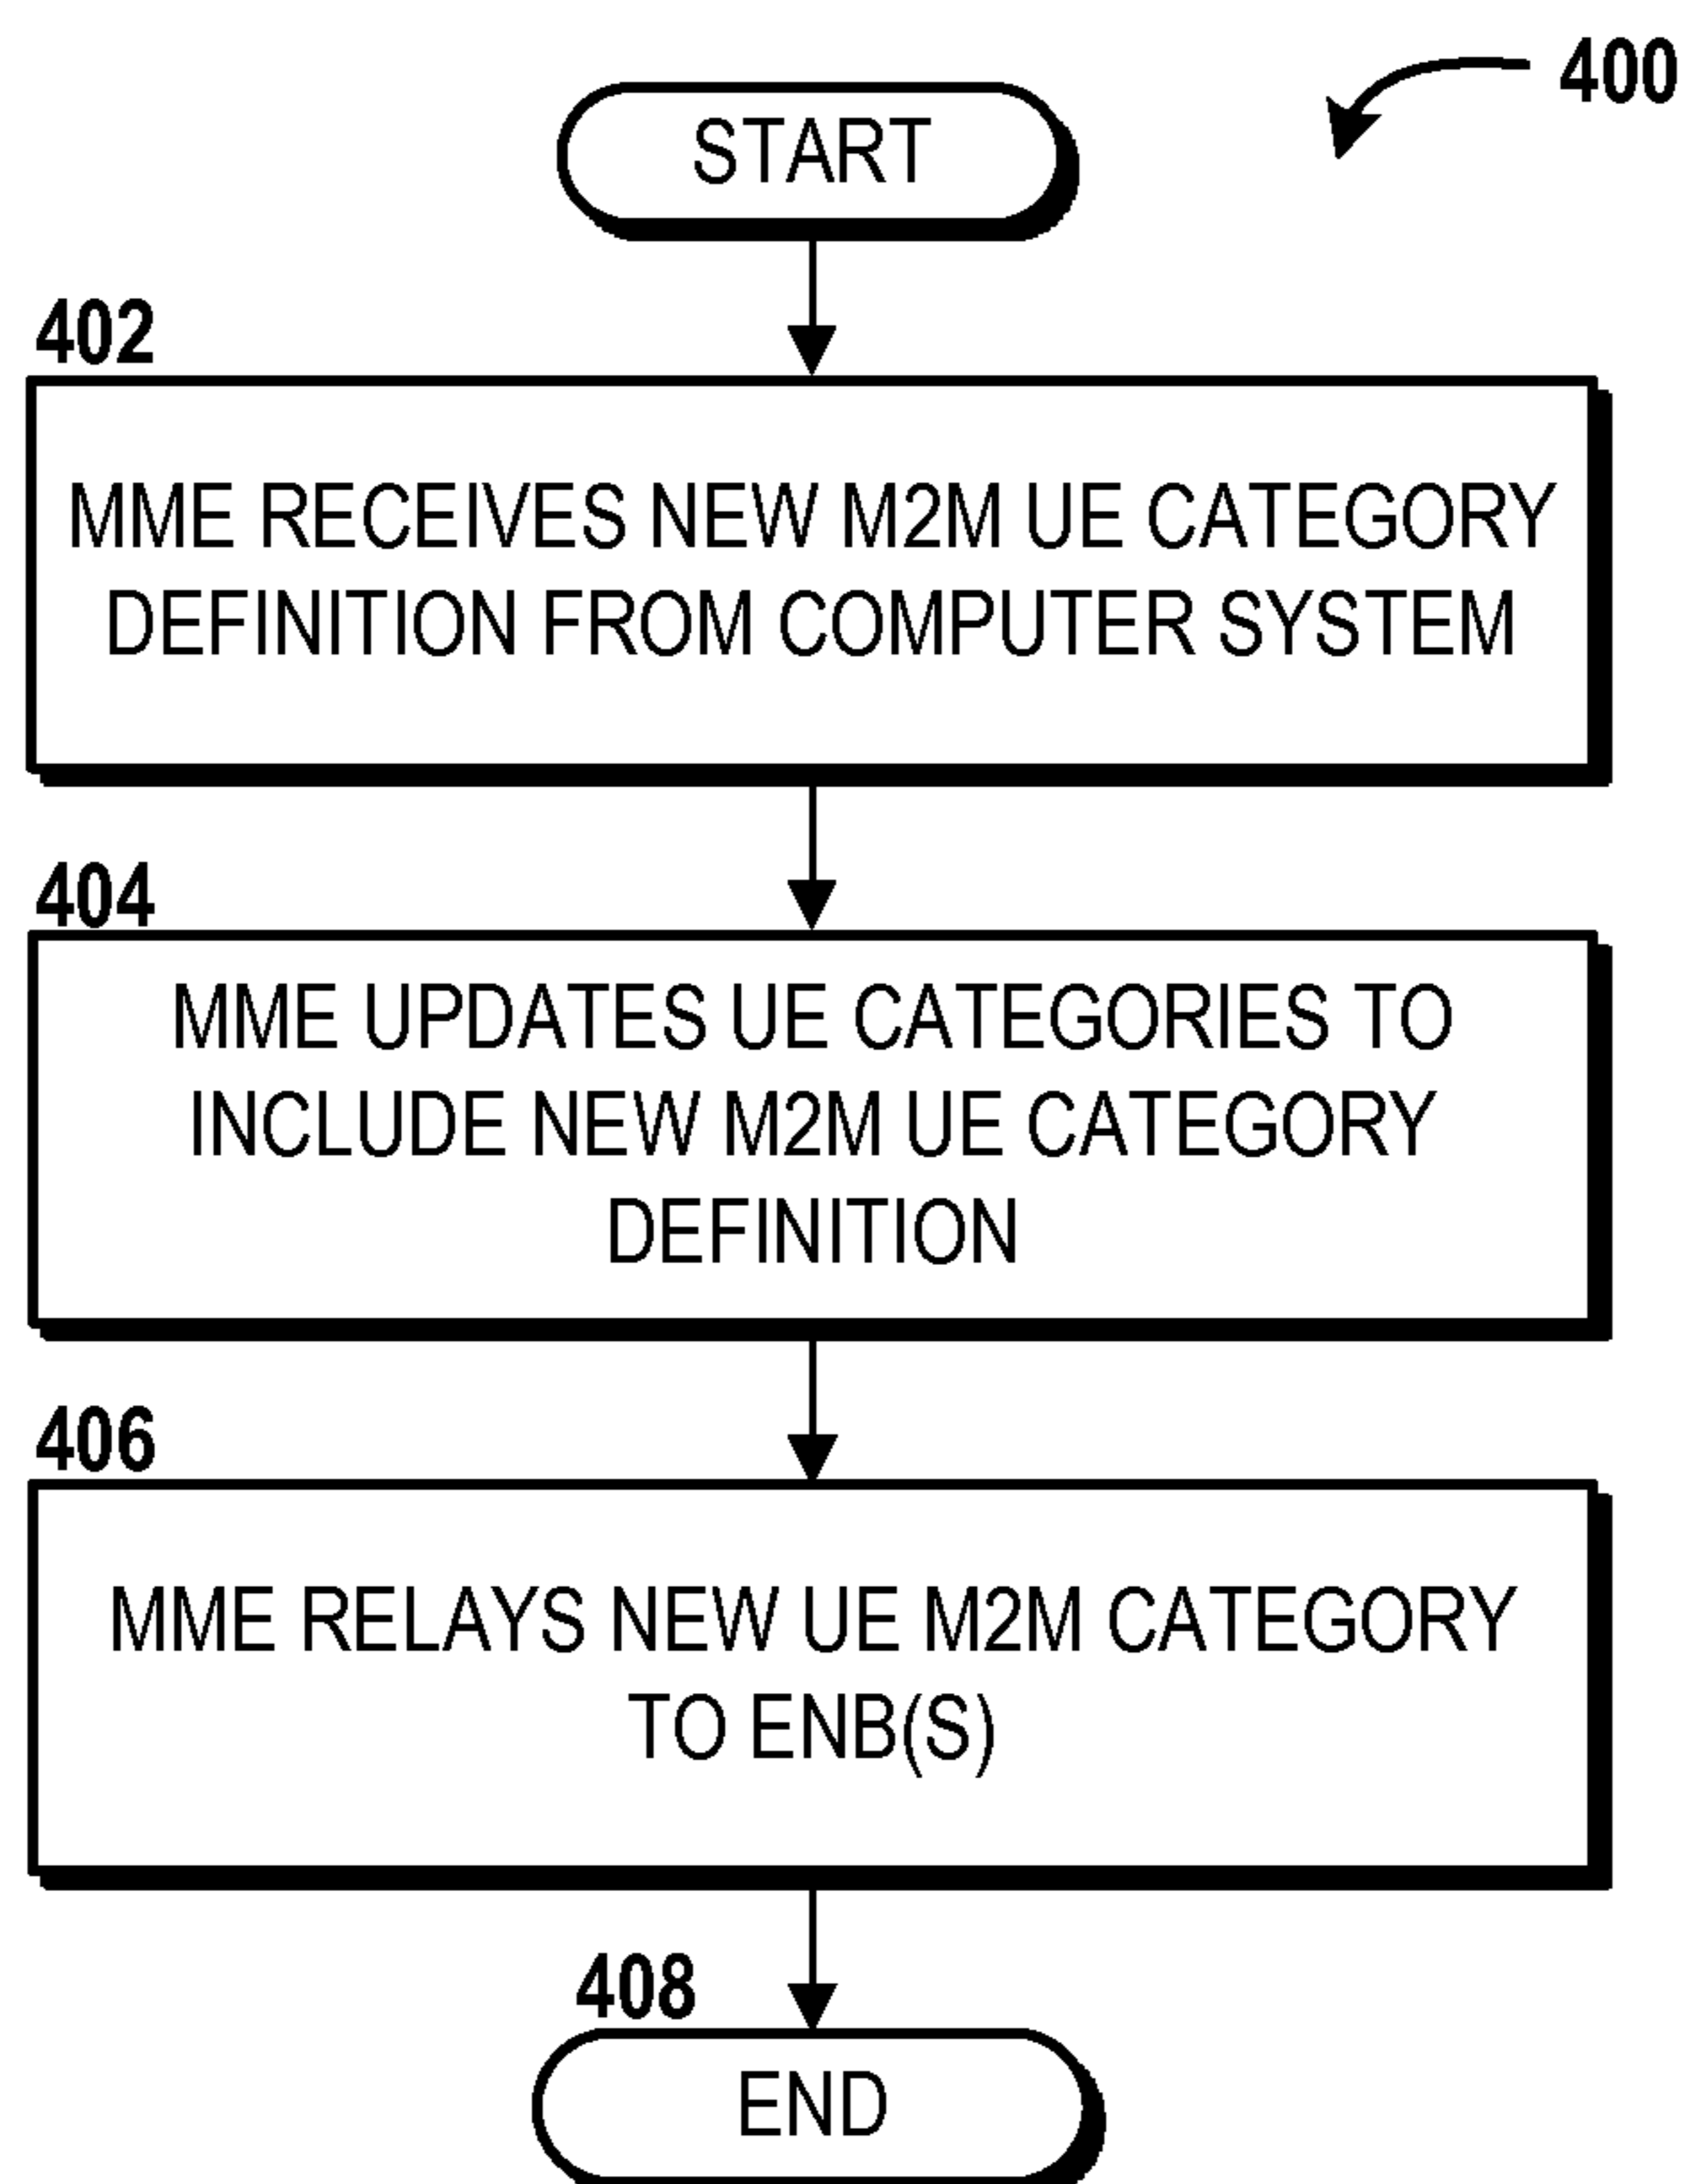 400
START
402
MME RECEIVES NEW M2M UE CATEGORY
DEFINITION FROM COMPUTER SYSTEM
404
MME UPDATES UE CATEGORIES TO
INCLUDE NEW M2M UE CATEGORY
DEFINITION
406
MME RELAYS NEW UE M2M CATEGORY
TO ENB(S)
408
END